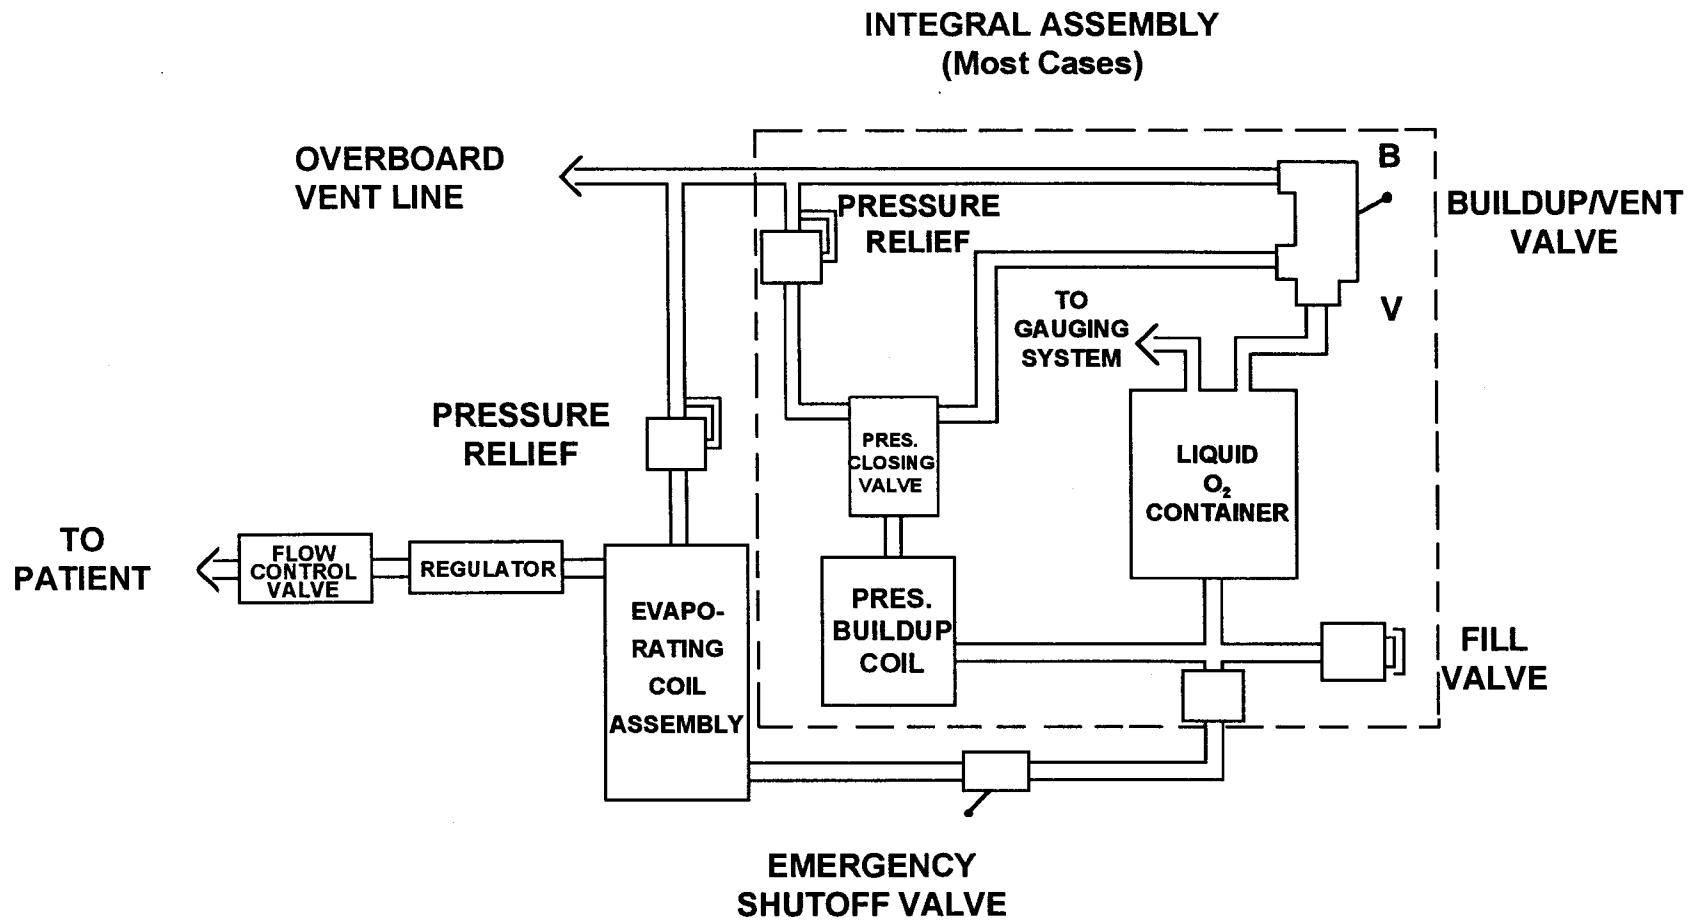 INTEGRAL ASSEMBLY
(Most Cases)
OVERBOARD
VENT LINE
B
PRESSURE
RELIEF
BUILDUP/VENT
VALVE
TO
GAUGING
SYSTEM
V
PRESSURE
RELIEF
PRES.
CLOSING
VALVE
LIQUID
O₂
CONTAINER
TO
PATIENT
FLOW
CONTROL
VALVE
REGULATOR
EVAPO-
RATING
COIL
ASSEMBLY
PRES.
BUILDUP
COIL
FILL
VALVE
EMERGENCY
SHUTOFF VALVE